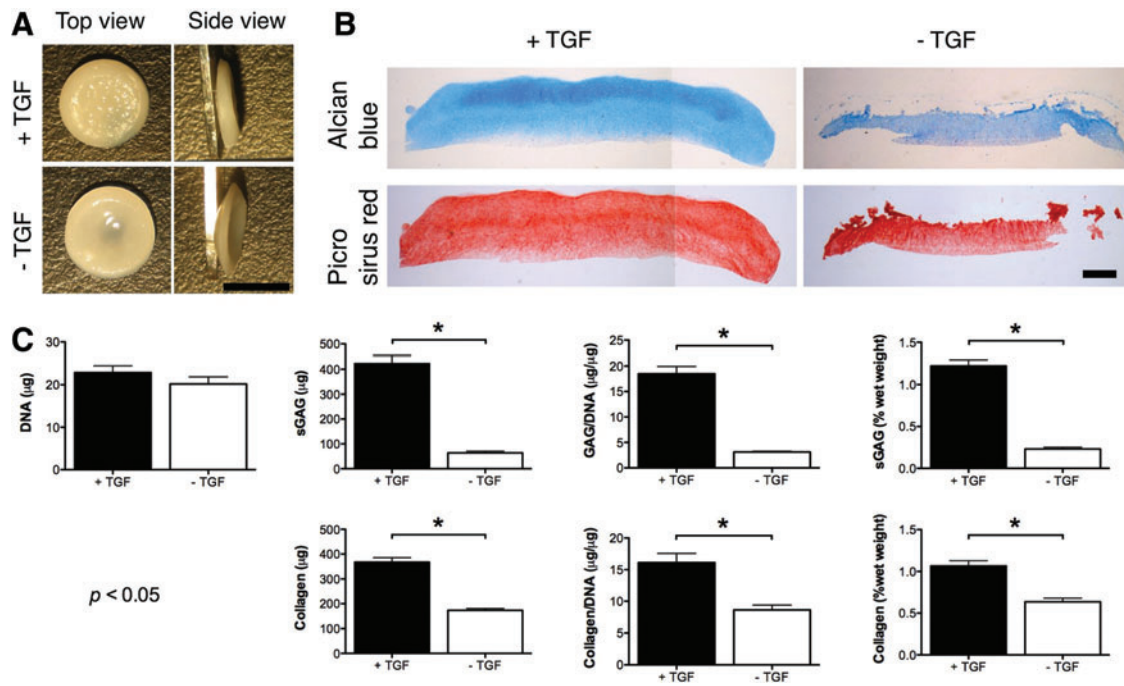 A
Top view
Side view
+ TGF
- TGF
B
+ TGF
- TGF
Alcian
blue
Picro
sirus red
C
DNA
(µg)
30
20
10
0
+ TGF
- TGF
sGAG (µg)
500
400
300
200
100
0
+ TGF
- TGF
*
GAG/DNA (µg/µg)
25
20
15
10
5
0
+ TGF
- TGF
*
sGAG (% wet weight)
1.5
1.0
0.5
0.0
+ TGF
- TGF
*
p < 0.05
Collagen
(µg)
500
400
300
200
100
0
+ TGF
- TGF
*
Collagen/DNA (µg/µg)
25
20
15
10
5
0
+ TGF
- TGF
*
Collagen (%wet weight)
1.5
1.0
0.5
0.0
+ TGF
- TGF
*